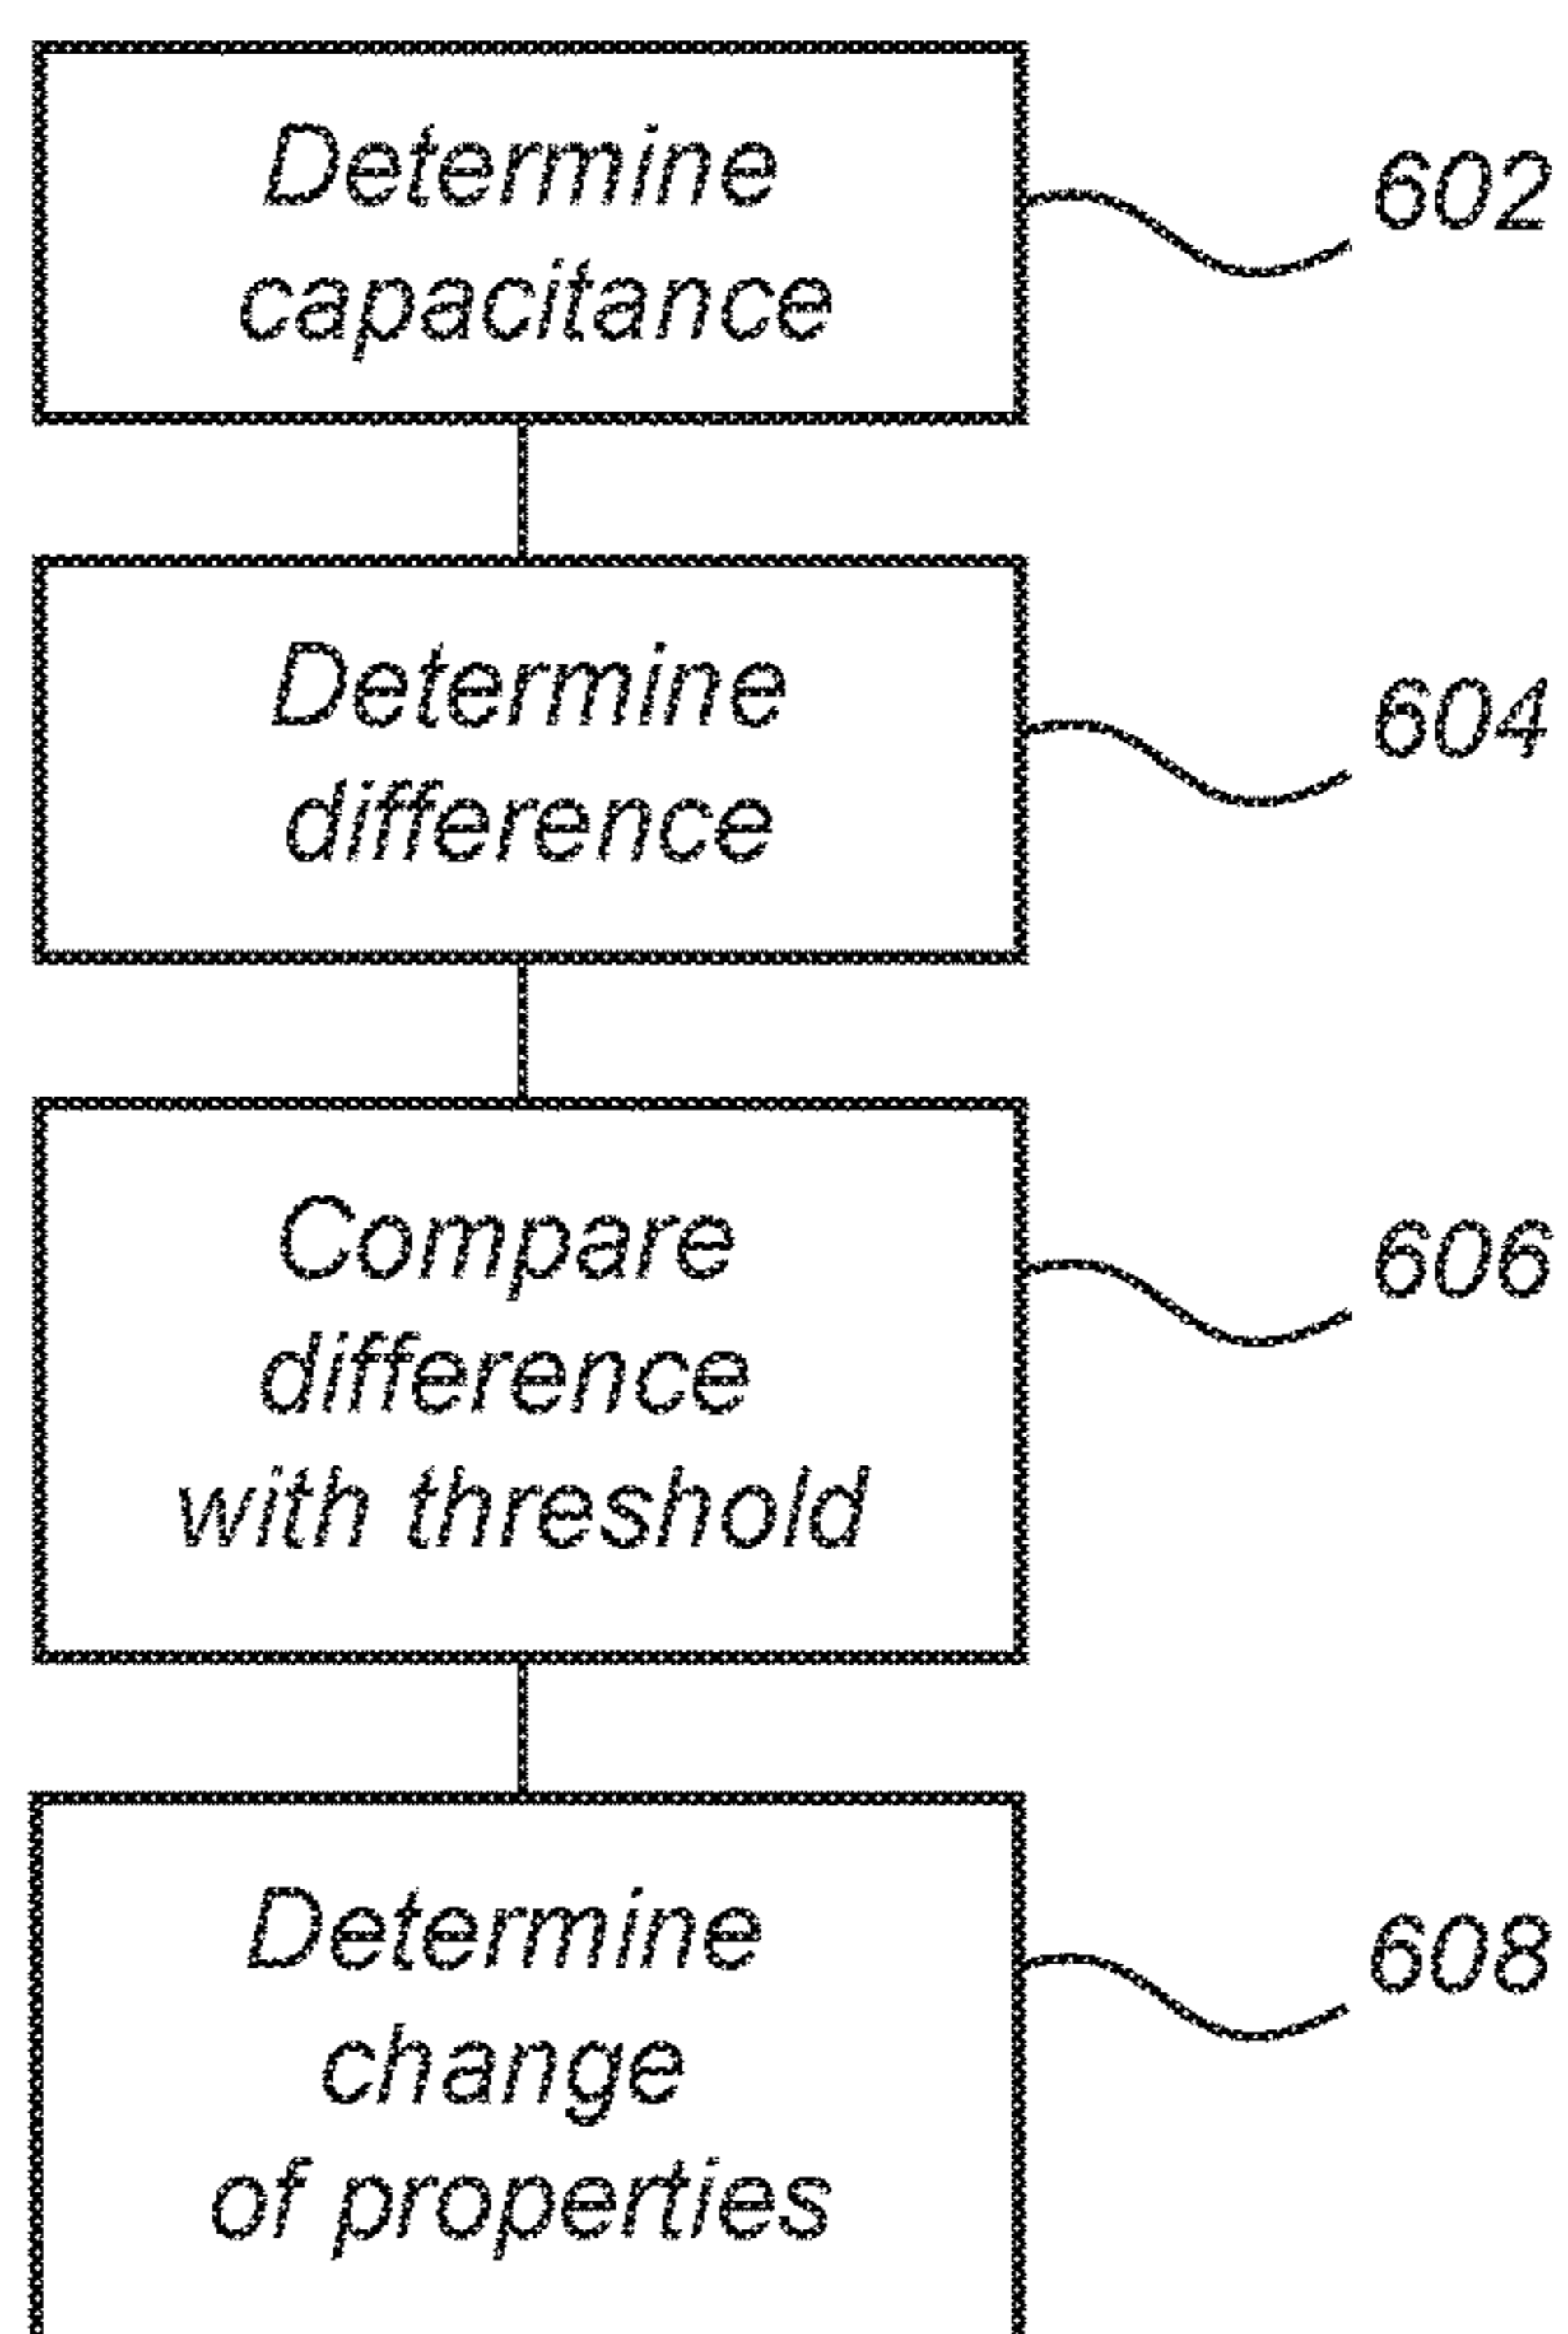 Determine
capacitance
602
Determine
difference
604
Compare
difference
with threshold
606
Determine
change
of properties
608